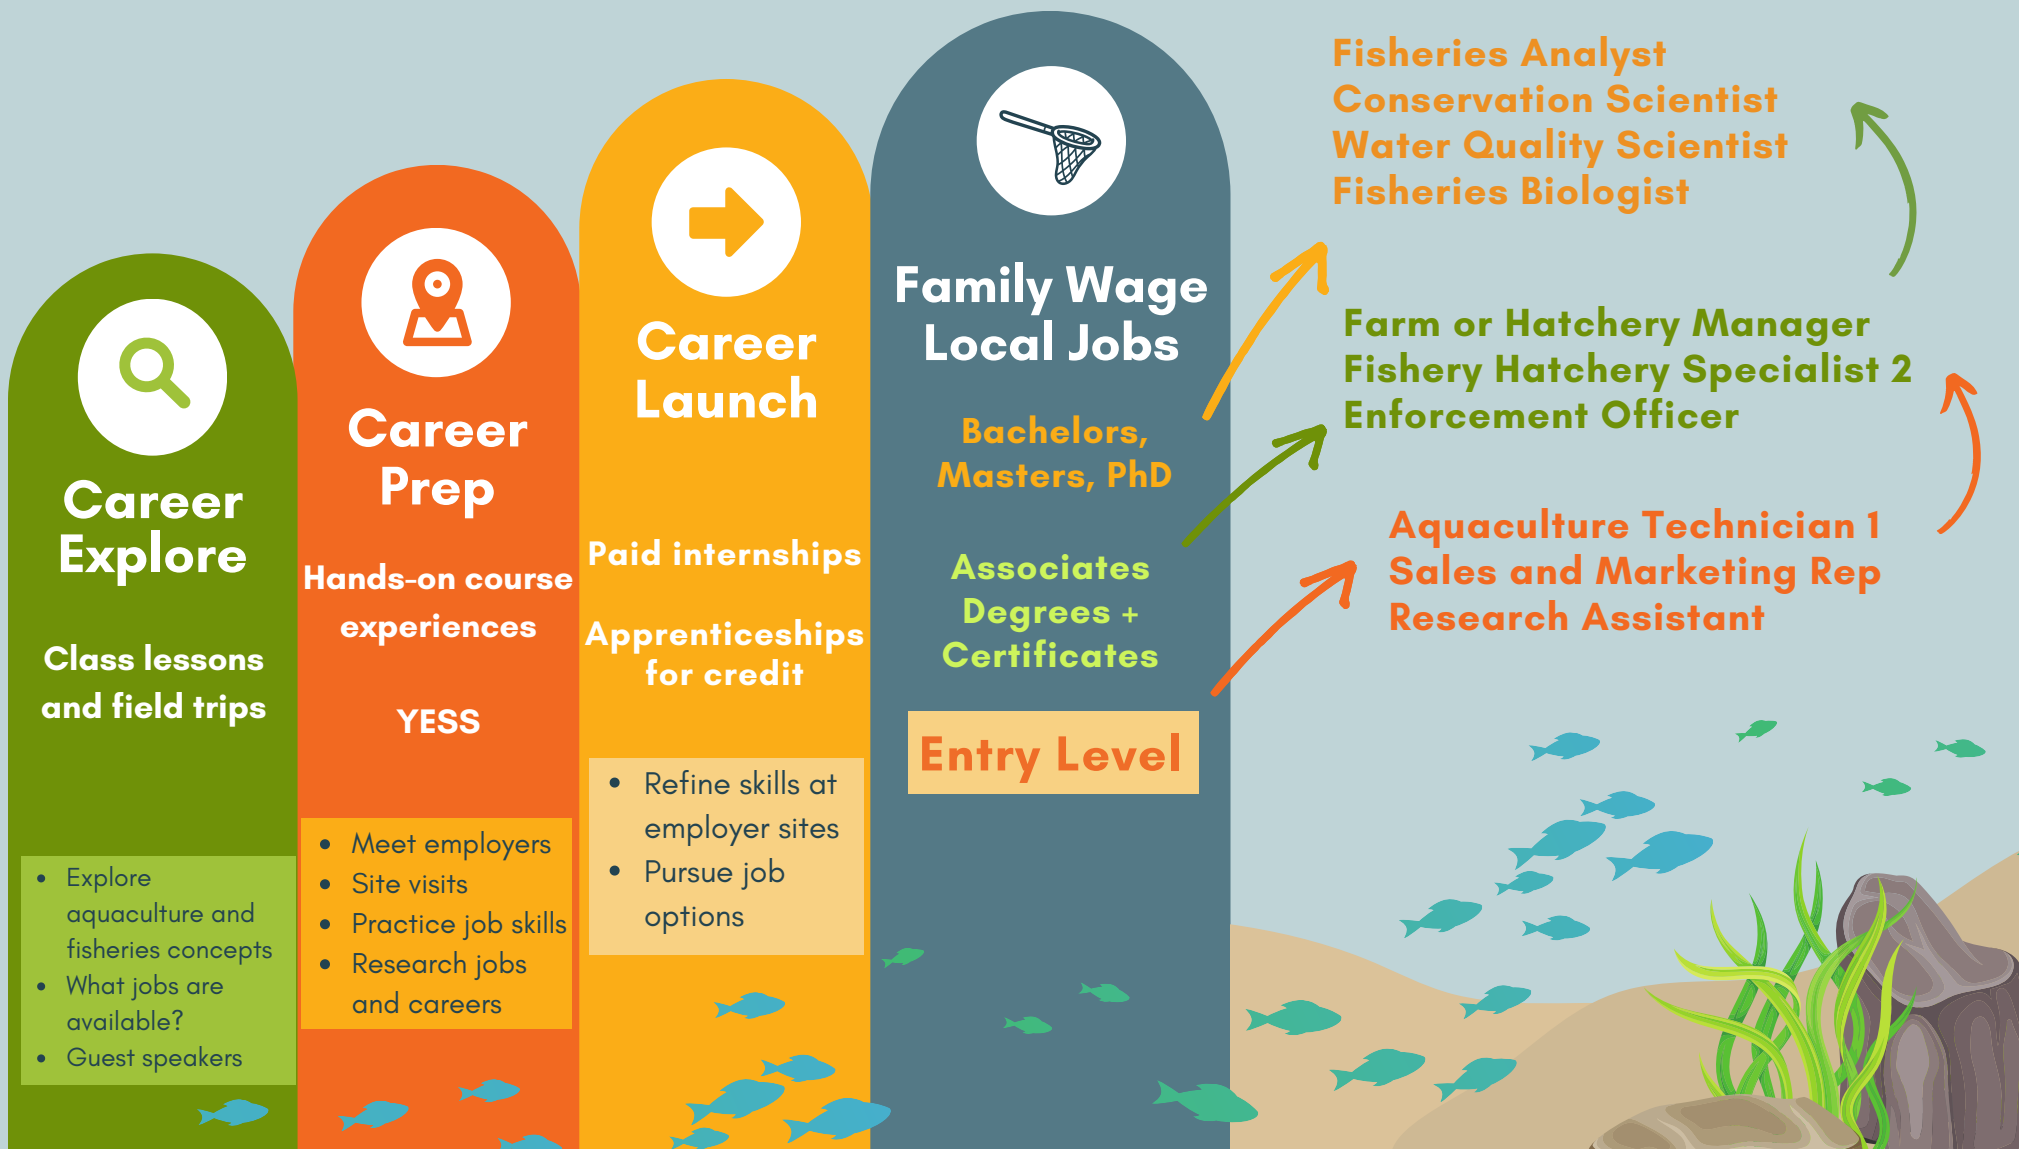 Career
Explore
Class lessons
and field trips
• Explore
aquaculture and
fisheries concepts
• What jobs are
available?
• Guest speakers
Career
Prep
Hands-on course
experiences
YESS
• Meet employers
• Site visits
• Practice job skills
• Research jobs
and careers
Career
Launch
Paid internships
Apprenticeships
for credit
• Refine skills at
employer sites
• Pursue job
options
Family Wage
Local Jobs
Bachelors,
Masters, PhD
Associates
Degrees +
Certificates
Entry Level
Fisheries Analyst
Conservation Scientist
Water Quality Scientist
Fisheries Biologist
Farm or Hatchery Manager
Fishery Hatchery Specialist 2
Enforcement Officer
Aquaculture Technician 1
Sales and Marketing Rep
Research Assistant